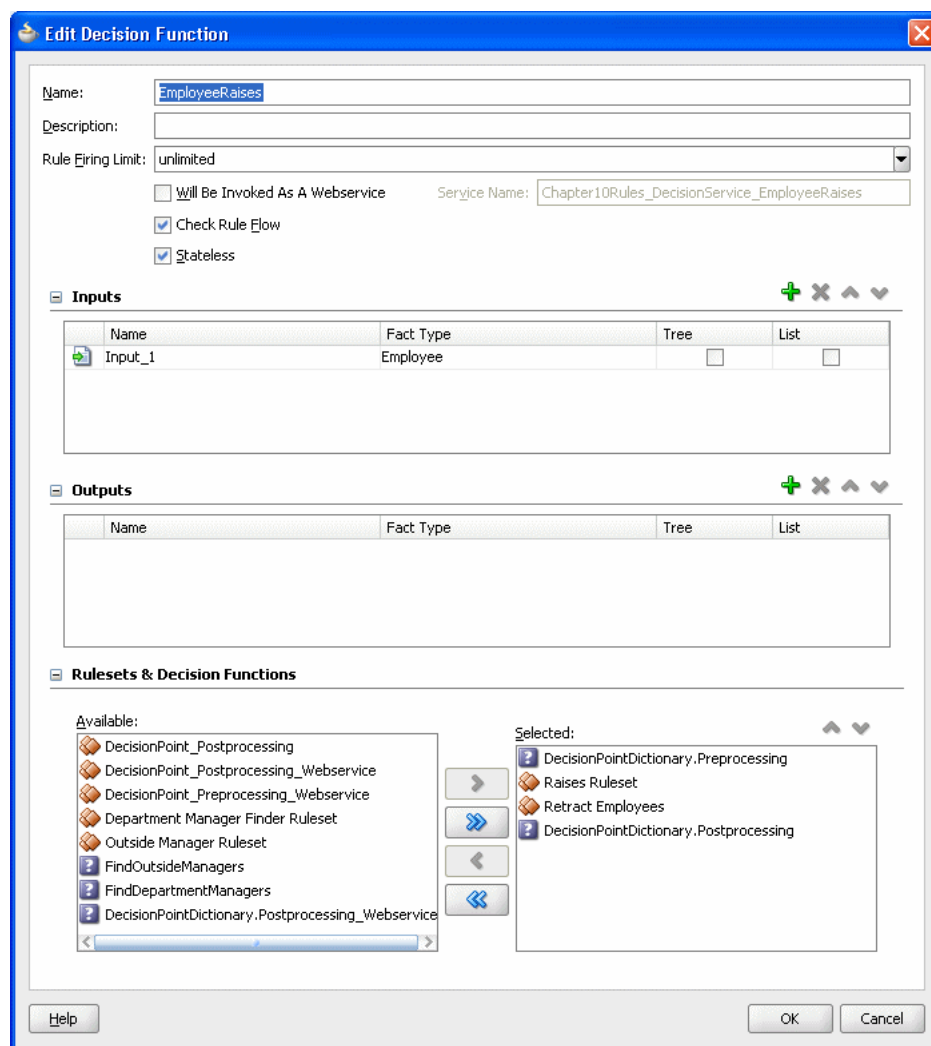 Edit Decision Function
Name: EmployeeRaises
Description:
Rule Firing Limit: unlimited
Will Be Invoked As A Webservice Service Name: Chapter10Rules_DecisionService_EmployeeRaises
Check Rule Flow
Stateless
Inputs
Name Fact Type Tree List
Input_1 Employee
Outputs
Name Fact Type Tree List
Rulesets & Decision Functions
Available:
DecisionPoint_Postprocessing
DecisionPoint_Postprocessing_Webservice
DecisionPoint_Preprocessing_Webservice
Department Manager Finder Ruleset
Outside Manager Ruleset
FindOutsideManagers
FindDepartmentManagers
DecisionPointDictionary.Postprocessing_Webservice
Selected:
DecisionPointDictionary.Preprocessing
Raises Ruleset
Retract Employees
DecisionPointDictionary.Postprocessing
Help OK Cancel